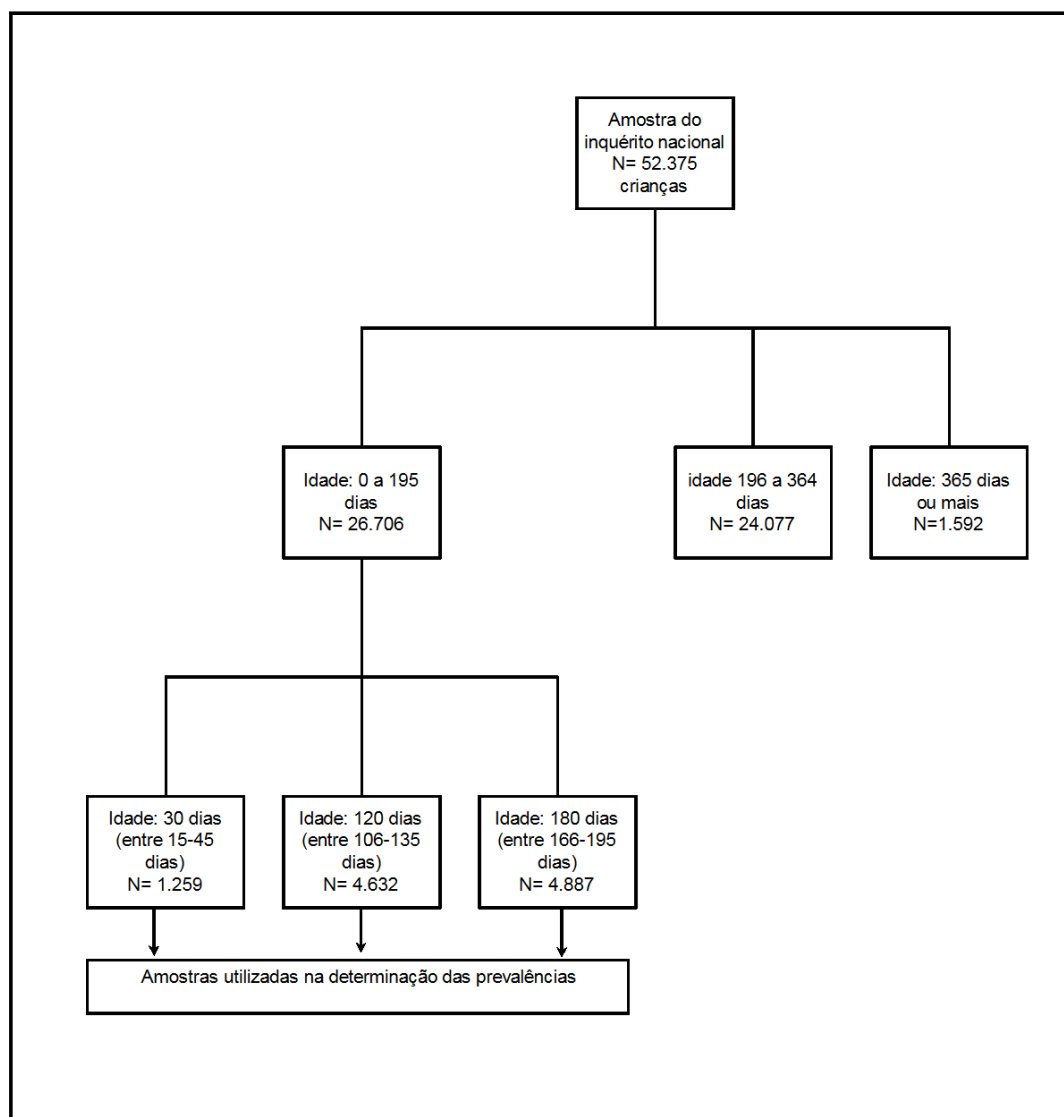 Amostra do
inquérito nacional
N= 52.375
crianças
Idade: 0 a 195
dias
N= 26.706
idade 196 a 364
dias
N= 24.077
Idade: 365 dias
ou mais
N=1.592
Idade: 30 dias
(entre 15-45
dias)
N= 1.259
Idade: 120 dias
(entre 106-135
dias)
N= 4.632
Idade: 180 dias
(entre 166-195
dias)
N= 4.887
Amostras utilizadas na determinação das prevalências